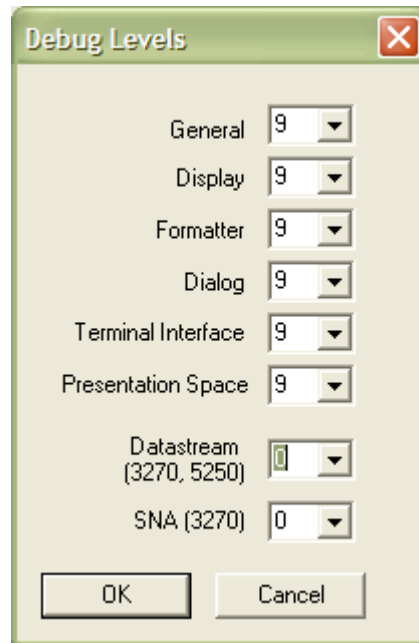 Debug Levels
General 9
Display 9
Formatter 9
Dialog 9
Terminal Interface 9
Presentation Space 9
Datastream
(3270, 5250) 0
SNA (3270) 0
OK Cancel